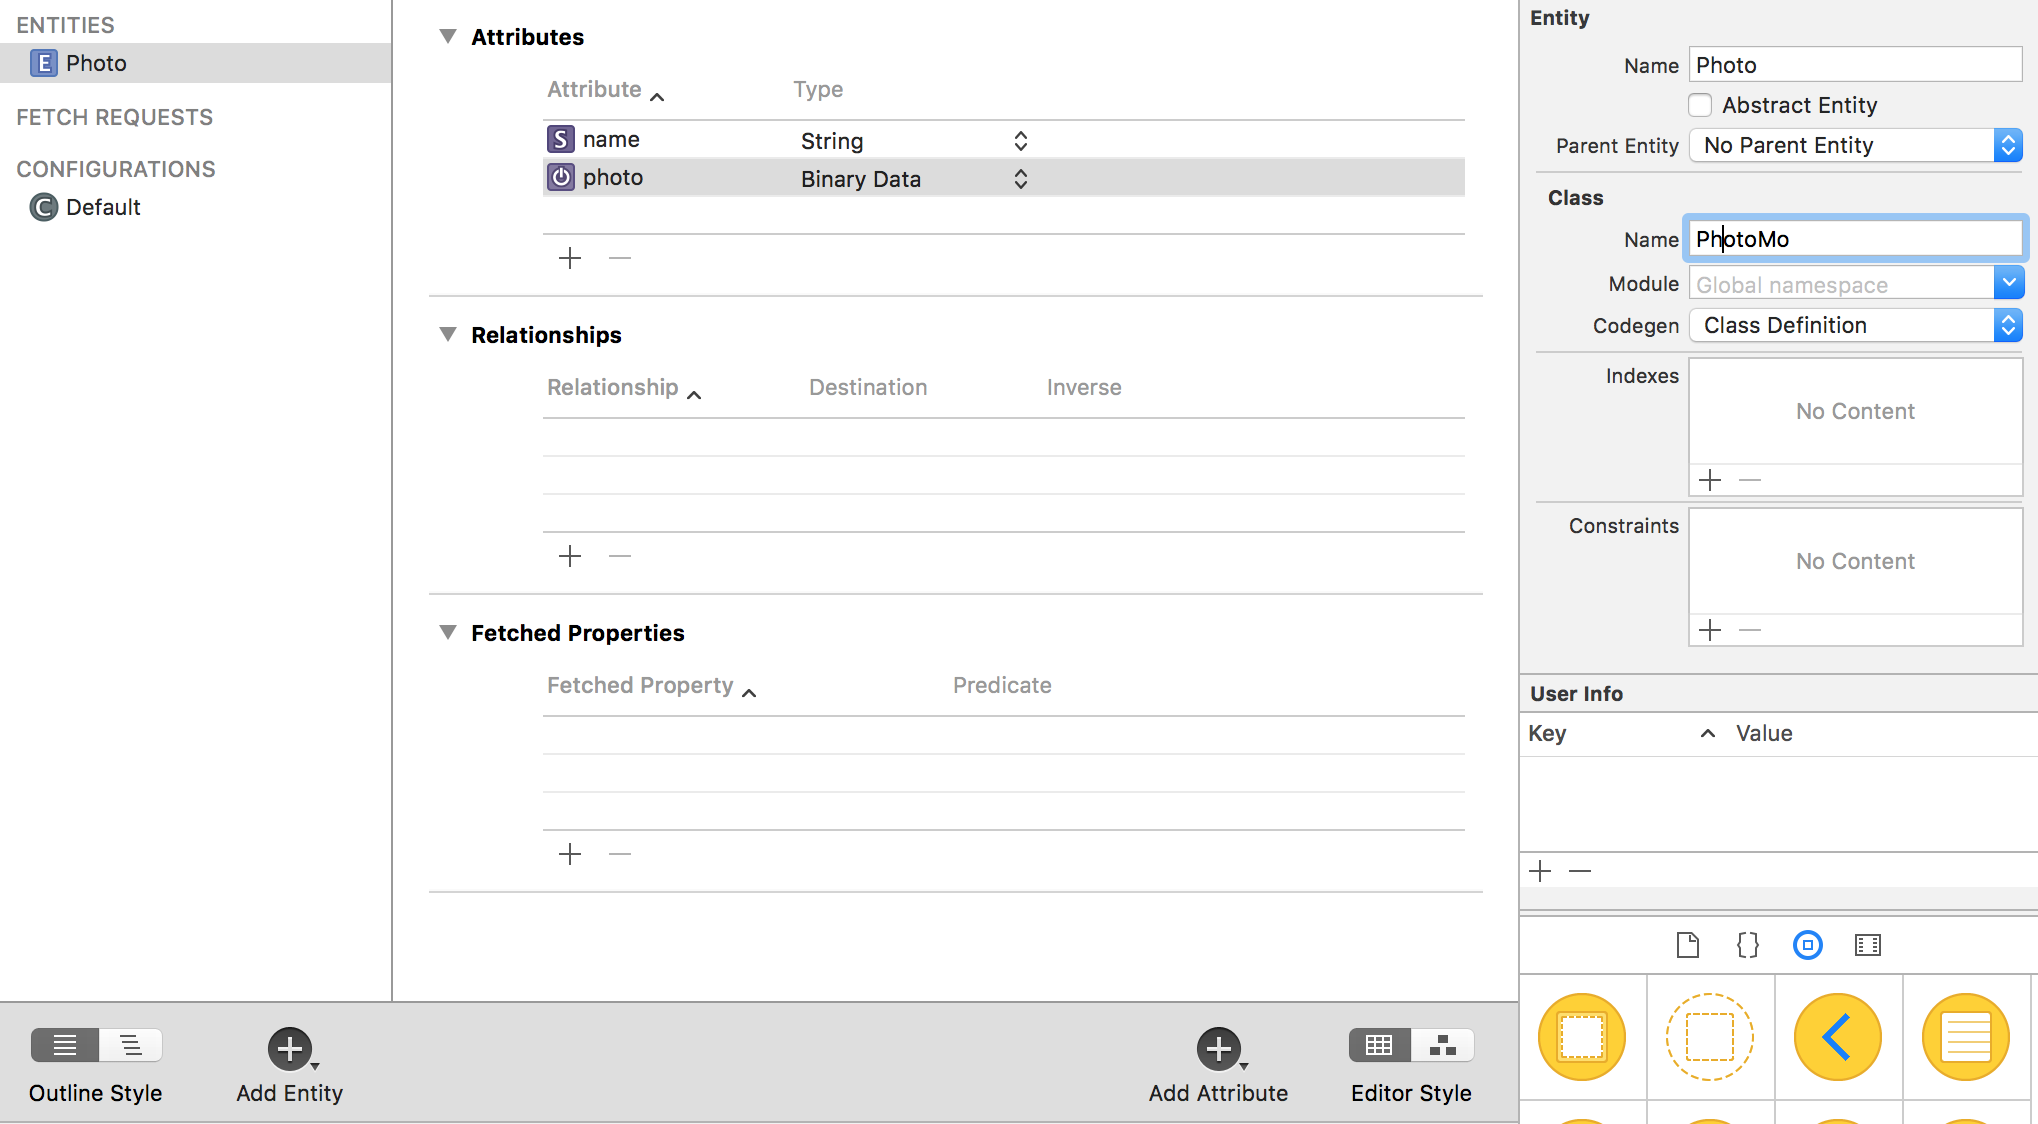 ENTITIES
E Photo
FETCH REQUESTS
CONFIGURATIONS
C Default
Attributes
Attribute Type
S name String
photo Binary Data
Relationships
Relationship Destination Inverse
Fetched Properties
Fetched Property Predicate
Outline Style
Add Entity
Add Attribute
Editor Style
Entity
Name Photo
Abstract Entity
Parent Entity No Parent Entity
Class
Name PhotoMo
Module Global namespace
Codegen Class Definition
Indexes
No Content
Constraints
No Content
User Info
Key Value